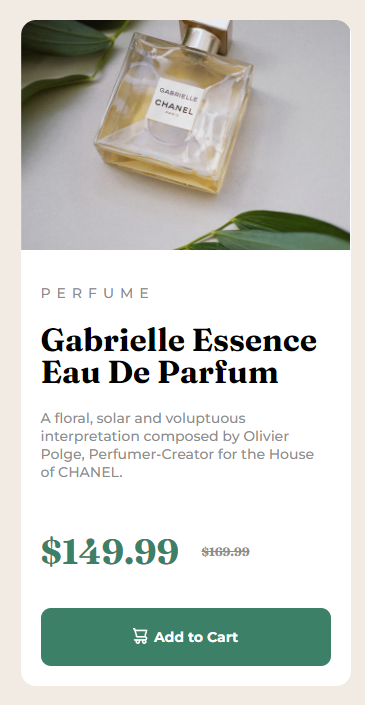 GABRIELLE
CHANEL
PARIS
PERFUME
Gabrielle Essence
Eau De Parfum
A floral, solar and voluptuous
interpretation composed by Olivier
Polge, Perfumer-Creator for the House
of CHANEL.
$149.99 $169.99
Add to Cart